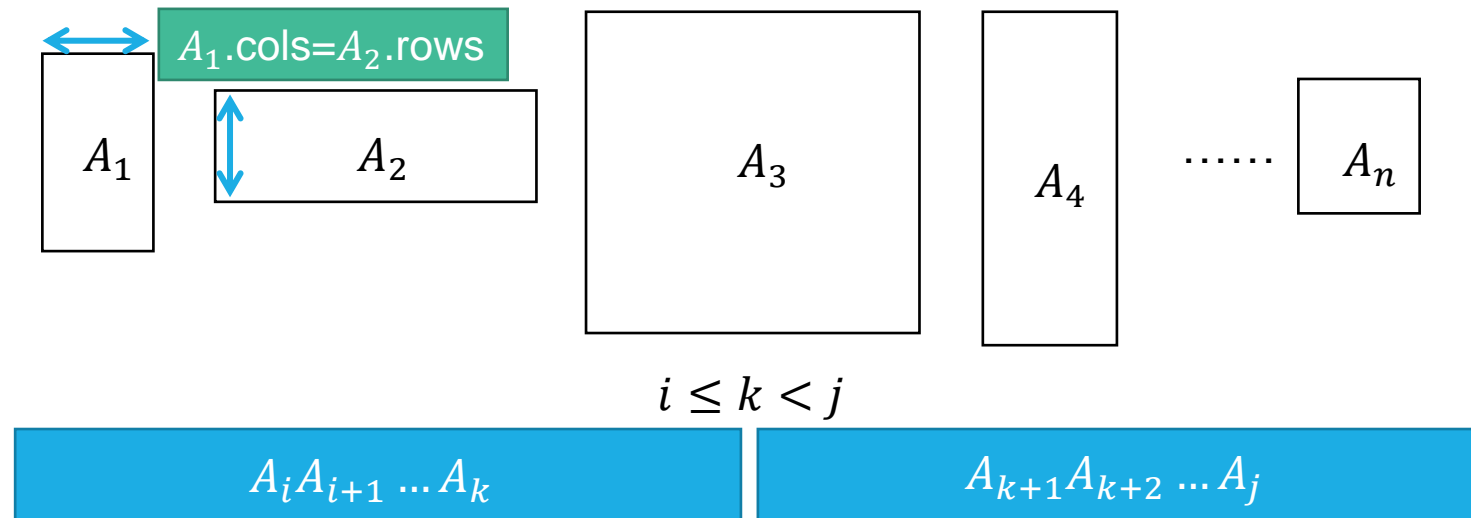 A₁.cols=A₂.rows
A₁ A₂ A₃ A₄ …… Aₙ
i ≤ k < j
AᵢAᵢ₊₁ … Aₖ Aₖ₊₁Aₖ₊₂ … Aⱼ